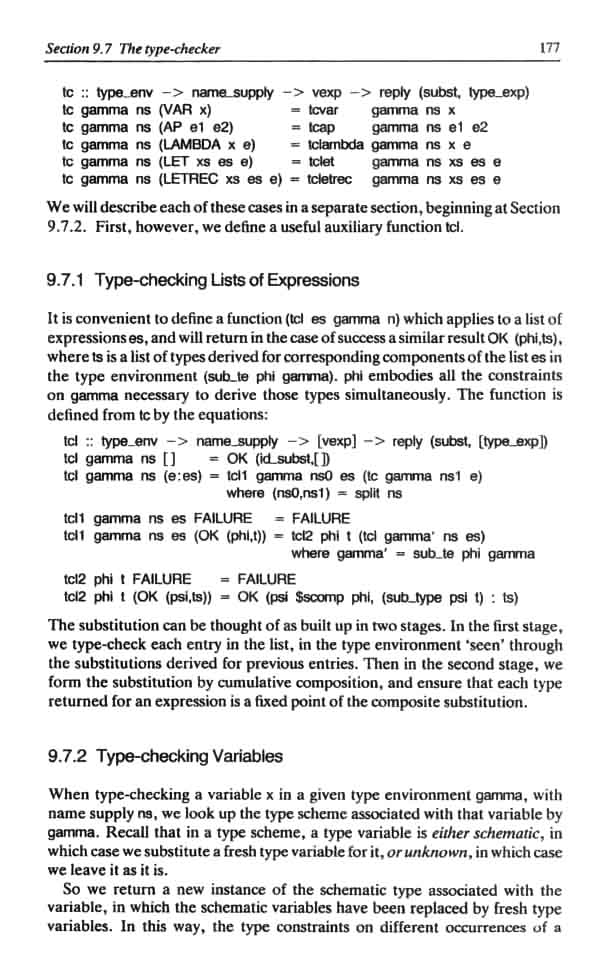 Section 9.7 The type-checker 177
tc :: type_env -> name_supply -> vexp -> reply (subst, type_exp)
tc gamma ns (VAR x) = tcvar gamma ns x
tc gamma ns (AP e1 e2) = tcap gamma ns e1 e2
tc gamma ns (LAMBDA x e) = tclambda gamma ns x e
tc gamma ns (LET xs es e) = tclet gamma ns xs es e
tc gamma ns (LETREC xs es e) = tcletrec gamma ns xs es e
We will describe each of these cases in a separate section, beginning at Section
9.7.2. First, however, we define a useful auxiliary function tcl.
9.7.1 Type-checking Lists of Expressions
It is convenient to define a function (tcl es gamma n) which applies to a list of
expressions es, and will return in the case of success a similar result OK (phi,ts),
where ts is a list of types derived for corresponding components of the list es in
the type environment (sub_te phi gamma). phi embodies all the constraints
on gamma necessary to derive those types simultaneously. The function is
defined from tc by the equations:
tcl :: type_env -> name_supply -> [vexp] -> reply (subst, [type_exp])
tcl gamma ns [ ] = OK (id_subst,[ ])
tcl gamma ns (e:es) = tcl1 gamma ns0 es (tc gamma ns1 e)
where (ns0,ns1) = split ns
tcl1 gamma ns es FAILURE = FAILURE
tcl1 gamma ns es (OK (phi,t)) = tcl2 phi t (tcl gamma' ns es)
where gamma' = sub_te phi gamma
tcl2 phi t FAILURE = FAILURE
tcl2 phi t (OK (psi,ts)) = OK (psi $scomp phi, (sub_type psi t) : ts)
The substitution can be thought of as built up in two stages. In the first stage,
we type-check each entry in the list, in the type environment ‘seen’ through
the substitutions derived for previous entries. Then in the second stage, we
form the substitution by cumulative composition, and ensure that each type
returned for an expression is a fixed point of the composite substitution.
9.7.2 Type-checking Variables
When type-checking a variable x in a given type environment gamma, with
name supply ns, we look up the type scheme associated with that variable by
gamma. Recall that in a type scheme, a type variable is either schematic, in
which case we substitute a fresh type variable for it, or unknown, in which case
we leave it as it is.
So we return a new instance of the schematic type associated with the
variable, in which the schematic variables have been replaced by fresh type
variables. In this way, the type constraints on different occurrences of a